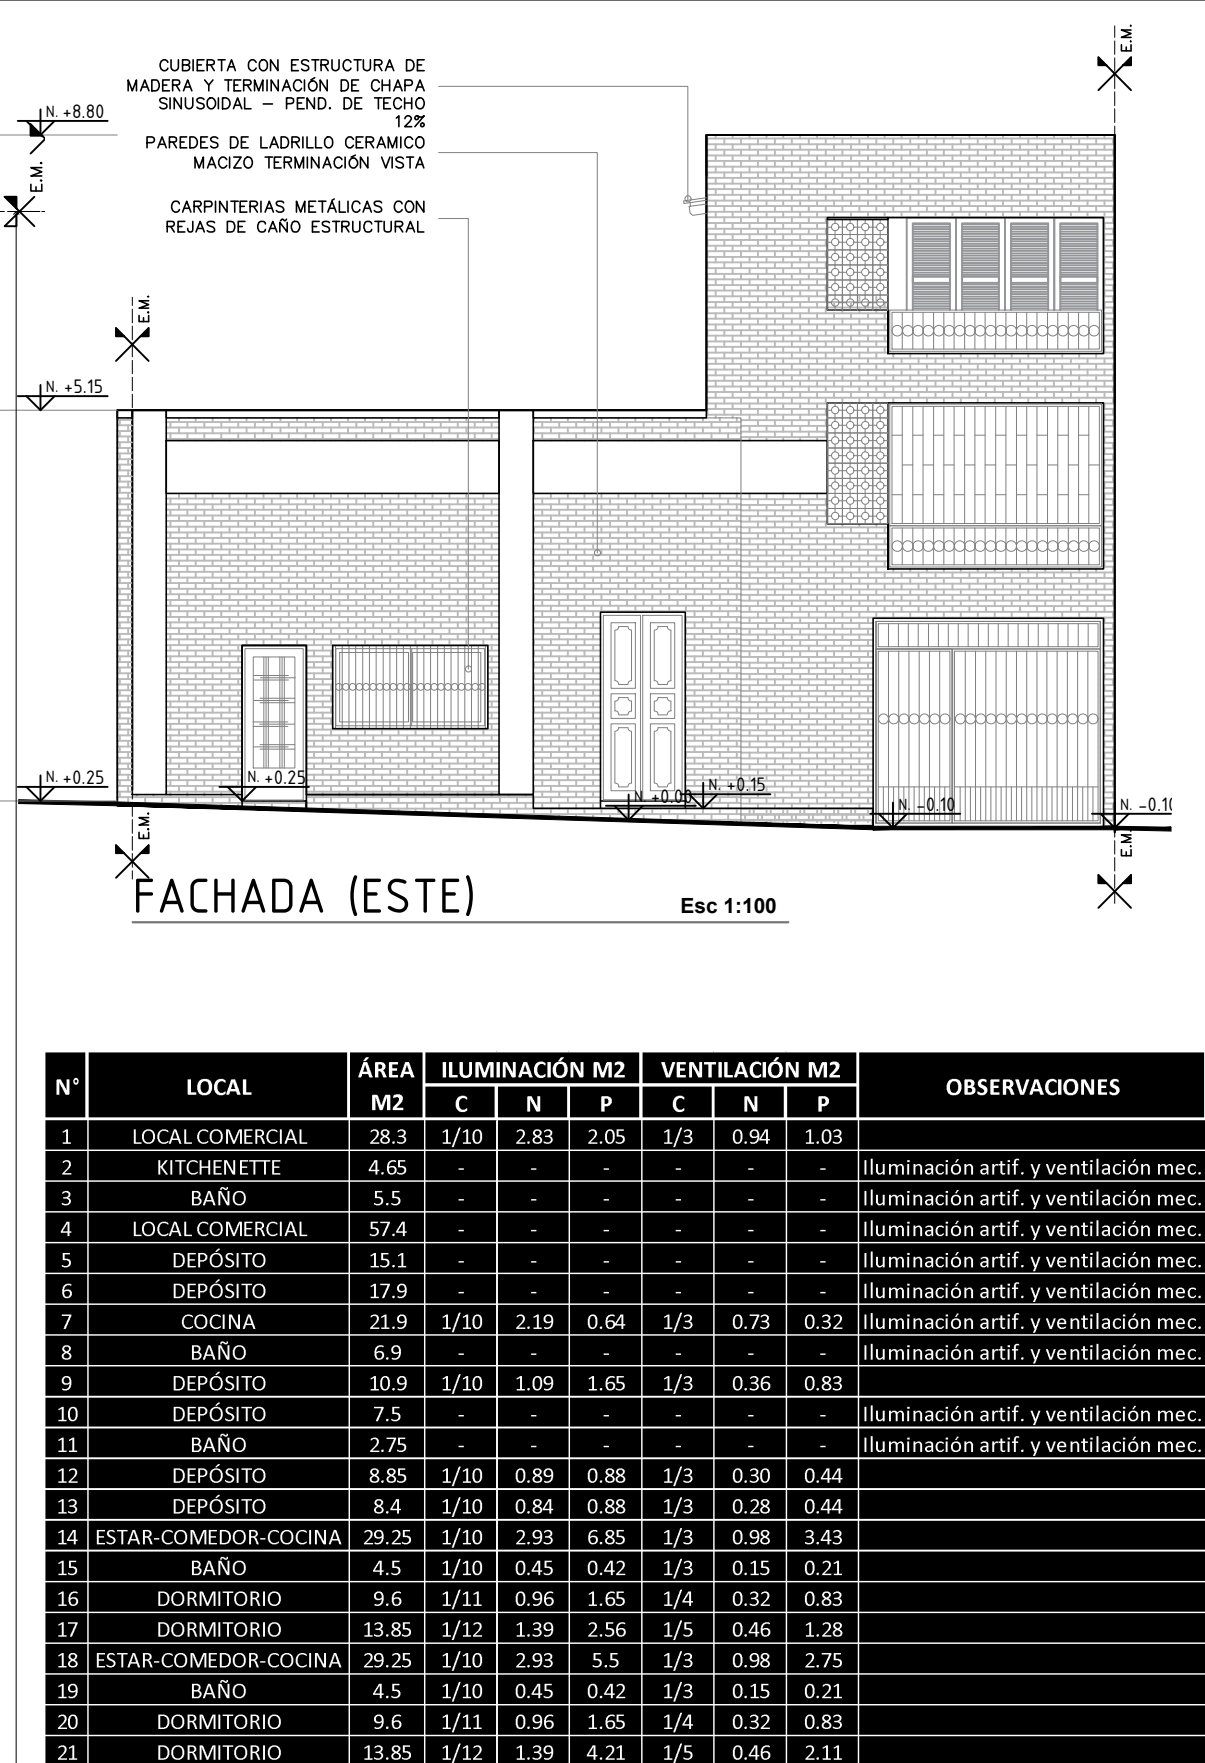 E.M.
CUBIERTA CON ESTRUCTURA DE
MADERA Y TERMINACIÓN DE CHAPA
SINUSOIDAL – PEND. DE TECHO
12%
N. +8.80
PAREDES DE LADRILLO CERAMICO
MACIZO TERMINACIÓN VISTA
E.M.
CARPINTERIAS METÁLICAS CON
REJAS DE CAÑO ESTRUCTURAL
E.M.
N. +5.15
N. +0.25
N. +0.25
N. +0.00
N. +0.15
N. -0.10
N. -0.10
E.M.
E.M.
FACHADA (ESTE)
Esc 1:100
N° LOCAL ÁREA M2 ILUMINACIÓN M2 VENTILACIÓN M2 OBSERVACIONES
C N P C N P
1 LOCAL COMERCIAL 28.3 1/10 2.83 2.05 1/3 0.94 1.03
2 KITCHENETTE 4.65 - - - - - - Iluminación artif. y ventilación mec.
3 BAÑO 5.5 - - - - - - Iluminación artif. y ventilación mec.
4 LOCAL COMERCIAL 57.4 - - - - - - Iluminación artif. y ventilación mec.
5 DEPÓSITO 15.1 - - - - - - Iluminación artif. y ventilación mec.
6 DEPÓSITO 17.9 - - - - - - Iluminación artif. y ventilación mec.
7 COCINA 21.9 1/10 2.19 0.64 1/3 0.73 0.32 Iluminación artif. y ventilación mec.
8 BAÑO 6.9 - - - - - - Iluminación artif. y ventilación mec.
9 DEPÓSITO 10.9 1/10 1.09 1.65 1/3 0.36 0.83
10 DEPÓSITO 7.5 - - - - - - Iluminación artif. y ventilación mec.
11 BAÑO 2.75 - - - - - - Iluminación artif. y ventilación mec.
12 DEPÓSITO 8.85 1/10 0.89 0.88 1/3 0.30 0.44
13 DEPÓSITO 8.4 1/10 0.84 0.88 1/3 0.28 0.44
14 ESTAR-COMEDOR-COCINA 29.25 1/10 2.93 6.85 1/3 0.98 3.43
15 BAÑO 4.5 1/10 0.45 0.42 1/3 0.15 0.21
16 DORMITORIO 9.6 1/11 0.96 1.65 1/4 0.32 0.83
17 DORMITORIO 13.85 1/12 1.39 2.56 1/5 0.46 1.28
18 ESTAR-COMEDOR-COCINA 29.25 1/10 2.93 5.5 1/3 0.98 2.75
19 BAÑO 4.5 1/10 0.45 0.42 1/3 0.15 0.21
20 DORMITORIO 9.6 1/11 0.96 1.65 1/4 0.32 0.83
21 DORMITORIO 13.85 1/12 1.39 4.21 1/5 0.46 2.11